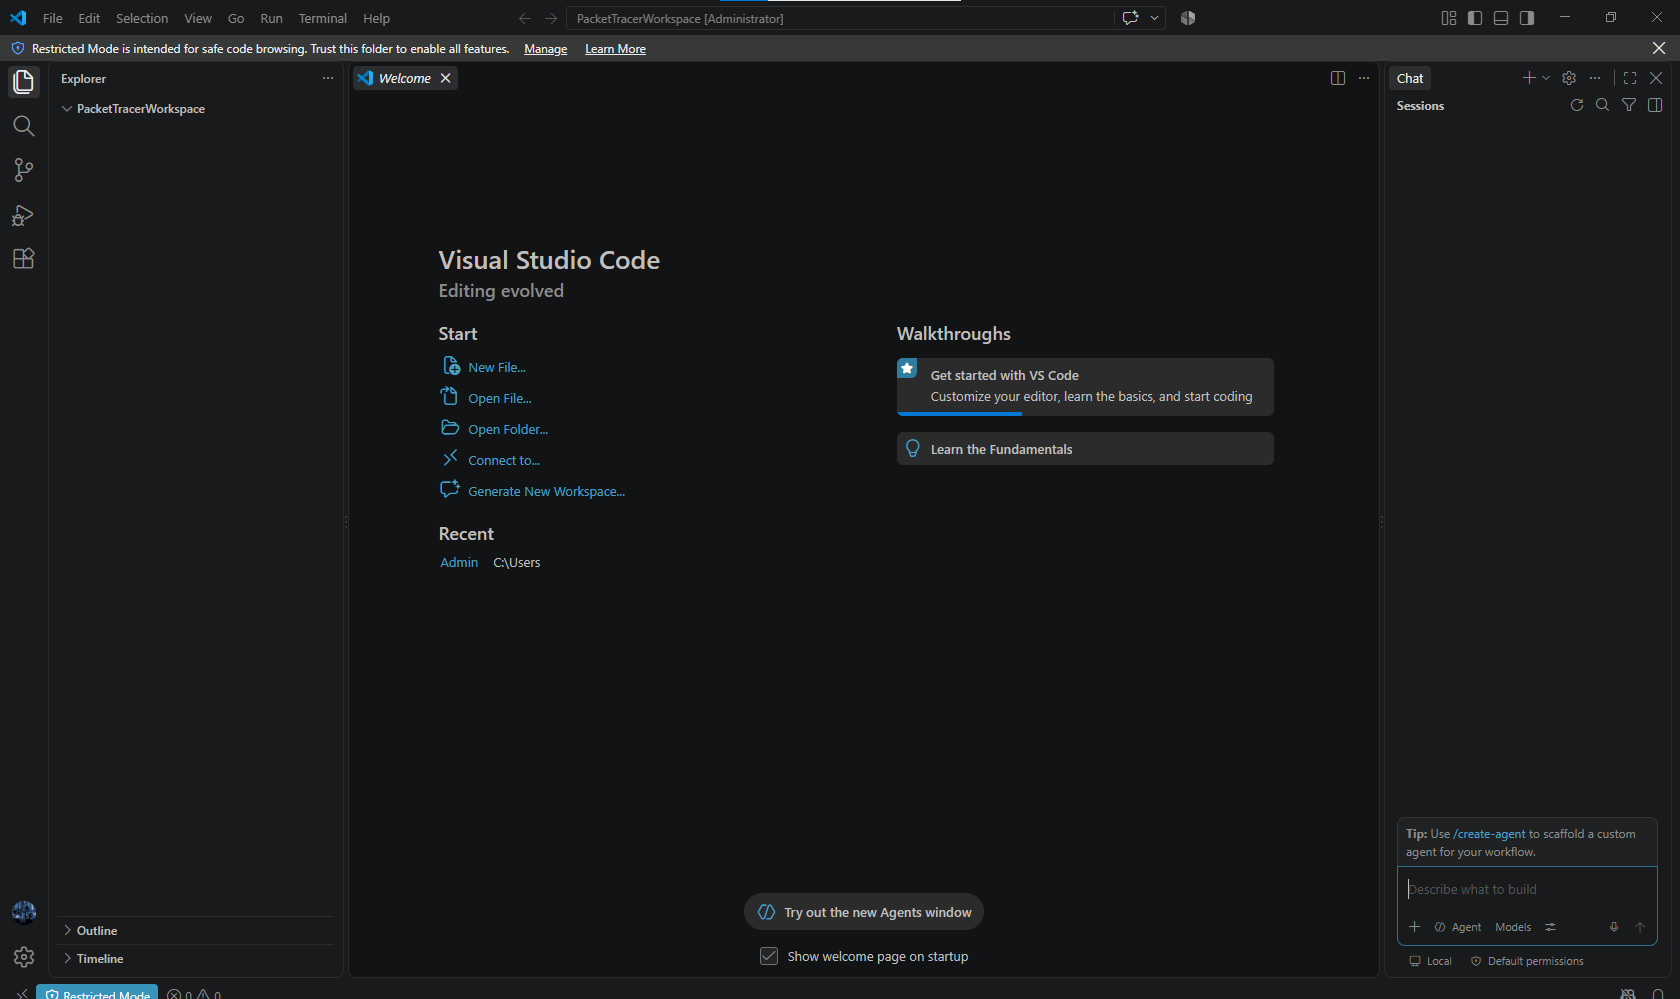 File Edit Selection View Go Run Terminal Help
PacketTracerWorkspace [Administrator]
Restricted Mode is intended for safe code browsing. Trust this folder to enable all features. Manage Learn More
Explorer
PacketTracerWorkspace
Welcome
Visual Studio Code
Editing evolved
Start
New File...
Open File...
Open Folder...
Connect to...
Generate New Workspace...
Recent
Admin C:\Users
Walkthroughs
Get started with VS Code
Customize your editor, learn the basics, and start coding
Learn the Fundamentals
Try out the new Agents window
Show welcome page on startup
Chat
Sessions
Tip: Use /create-agent to scaffold a custom
agent for your workflow.
Describe what to build
Agent Models
Local Default permissions
Outline
Timeline
Restricted Mode 0 0